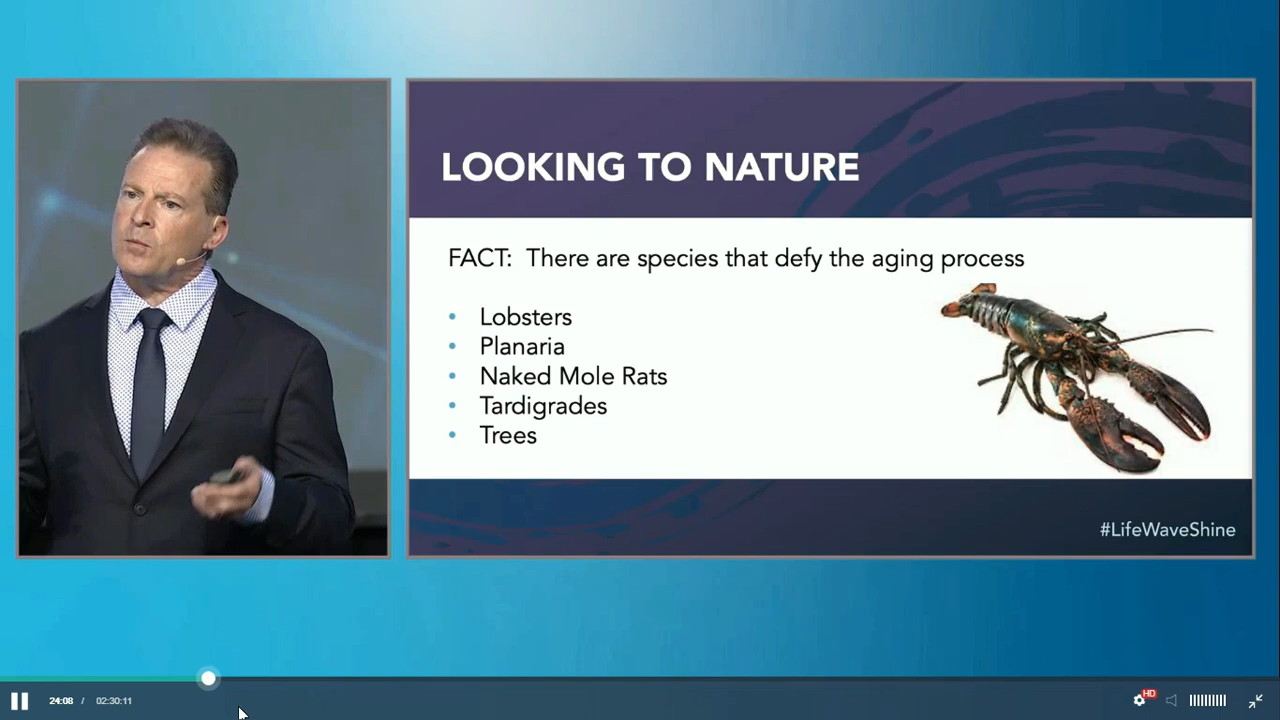 LOOKING TO NATURE
FACT: There are species that defy the aging process
• Lobsters
• Planaria
• Naked Mole Rats
• Tardigrades
• Trees
#LifeWaveShine
24:08 / 02:30:11
HD